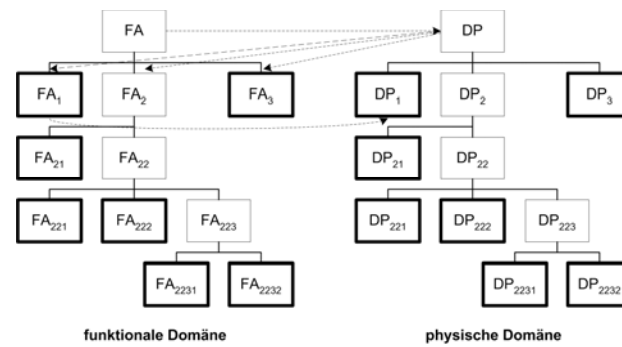 FA DP
FA1 FA2 FA3 DP1 DP2 DP3
FA21 FA22 DP21 DP22
FA221 FA222 FA223 DP221 DP222 DP223
FA2231 FA2232 DP2231 DP2232
funktionale Domäne physische Domäne